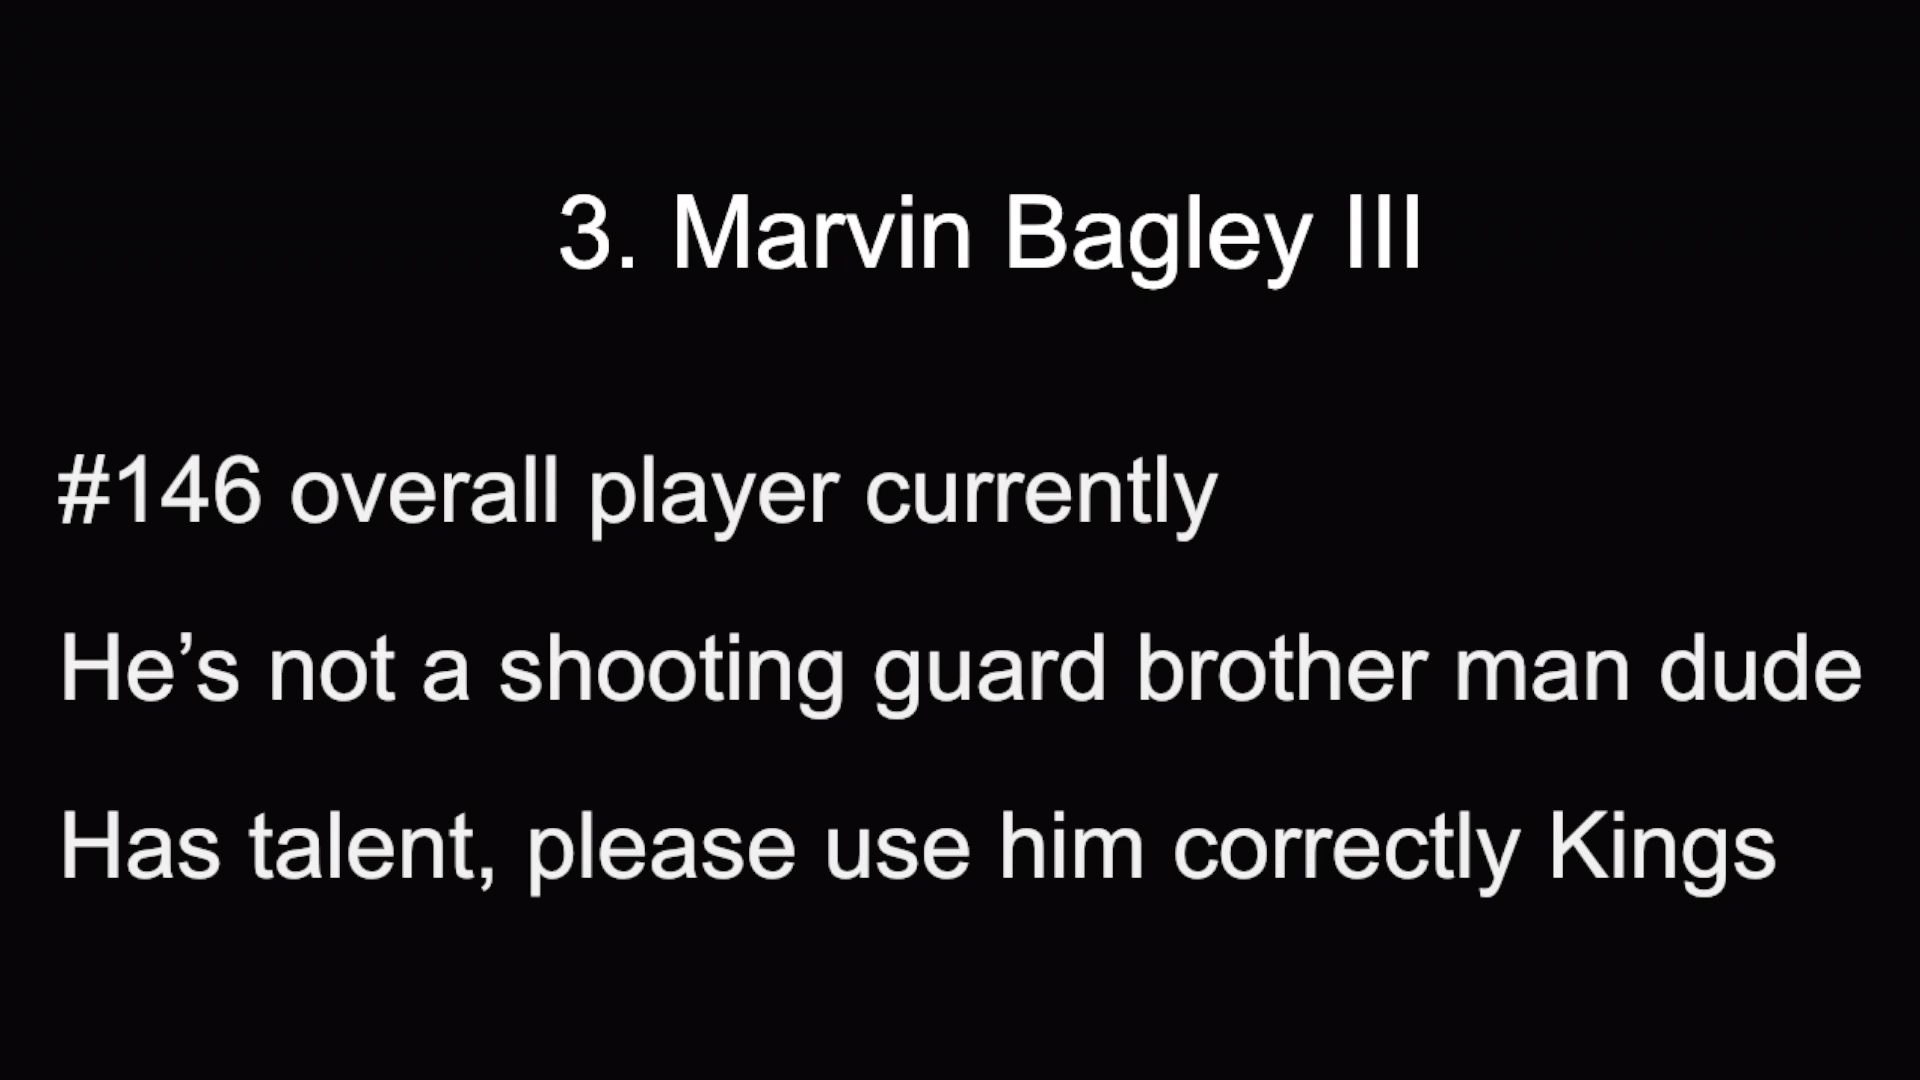 3. Marvin Bagley III
#146 overall player currently
He’s not a shooting guard brother man dude
Has talent, please use him correctly Kings